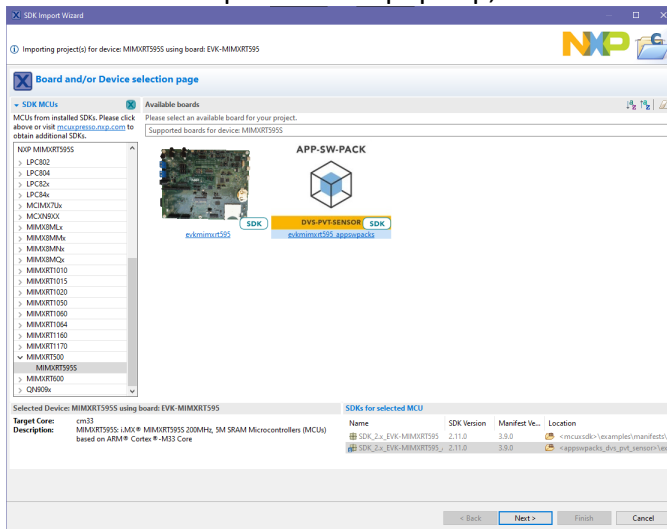 SDK Import Wizard
Importing project(s) for device: MIMXRT595S using board: EVK-MIMXRT595
NXP
Board and/or Device selection page
SDK MCUs
MCUs from installed SDKs. Please click
above or visit mcuxpresso.nxp.com to
obtain additional SDKs.
NXP MIMXRT595S
LPC802
LPC804
LPC82x
LPC84x
MCIMX7Ux
MCXN9XX
MIMX8MLx
MIMX8MMx
MIMX8MNx
MIMX8MQx
MIMXRT1010
MIMXRT1015
MIMXRT1020
MIMXRT1050
MIMXRT1060
MIMXRT1064
MIMXRT1160
MIMXRT1170
MIMXRT500
MIMXRT595S
MIMXRT600
QN909x
Available boards
Please select an available board for your project.
Supported boards for device: MIMXRT595S
SDK
evkmimxrt595
APP-SW-PACK
DVS-PVT-SENSOR
SDK
evkmimxrt595_appswpacks
Selected Device: MIMXRT595S using board: EVK-MIMXRT595
Target Core: cm33
Description: MIMXRT595S: i.MX® MIMXRT595S 200MHz, 5M SRAM Microcontrollers (MCUs)
based on ARM® Cortex®-M33 Core
SDKs for selected MCU
Name SDK Version Manifest Ve... Location
SDK_2.x_EVK-MIMXRT595 2.11.0 3.9.0 <mcuxsdk>\examples\manifests\
SDK_2.x_EVK-MIMXRT595_ 2.11.0 3.9.0 <appswpacks_dvs_pvt_sensor>\
< Back
Next >
Finish
Cancel